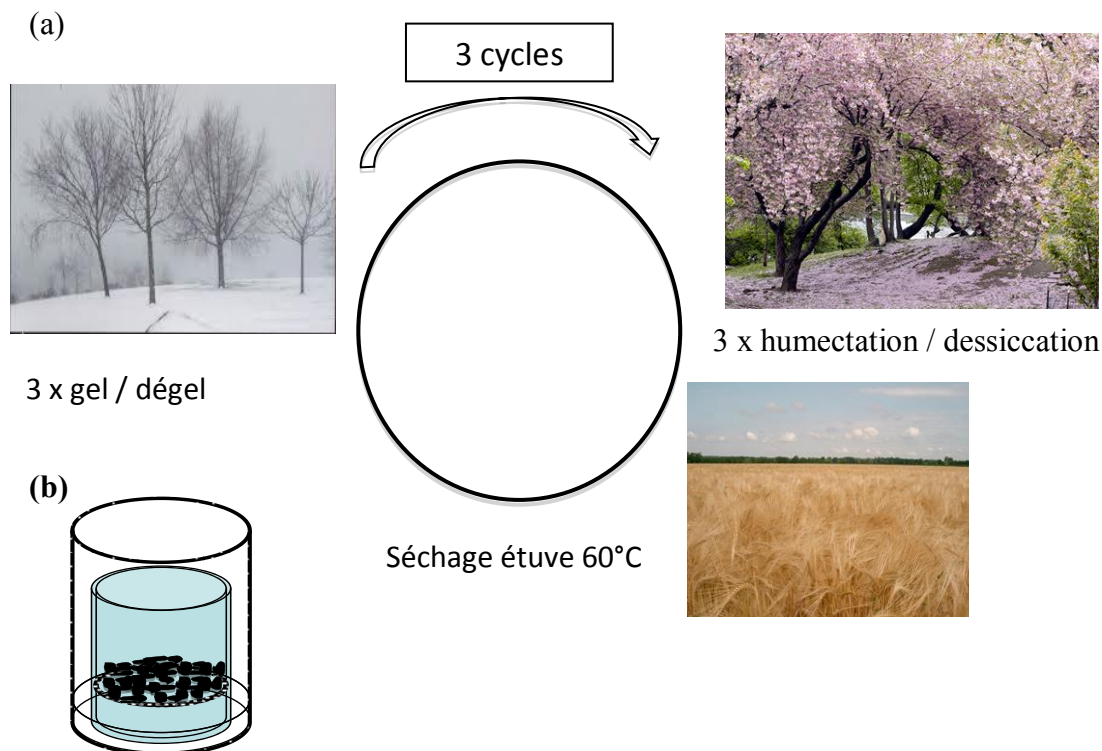 (a)
3 cycles
3 x humectation / dessiccation
3 x gel / dégel
(b)
Séchage étuve 60°C